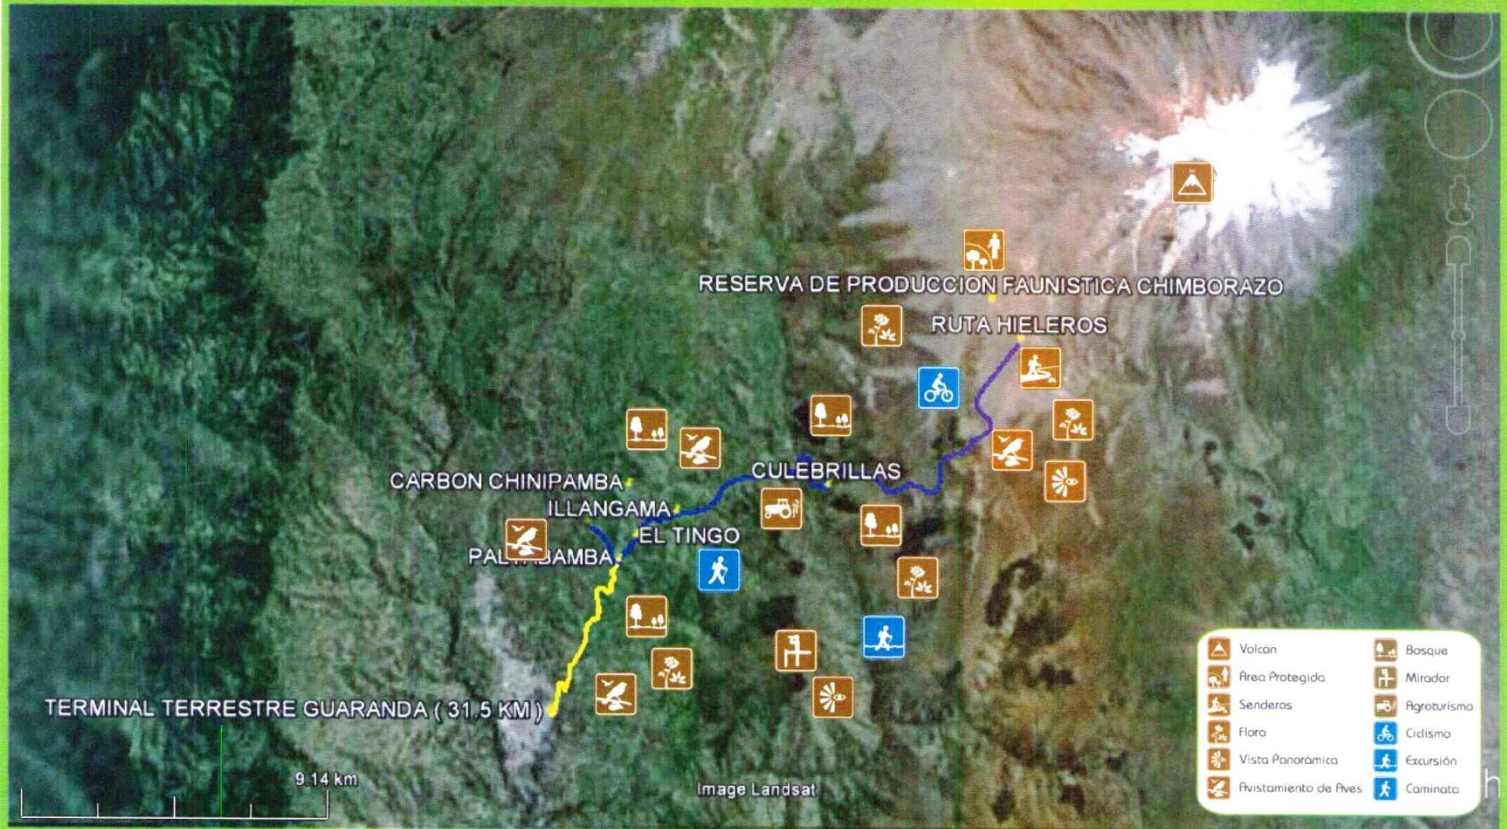 RESERVA DE PRODUCCION FAUNISTICA CHIMBORAZO
RUTA HIELEROS
CULEBRILLAS
CARBON CHINIPAMBA
ILLANGAMA
EL TINGO
TERMINAL TERRESTRE GUARANDA ( 31.5 KM )
9.14 km
Image Landsat
Volcán
Área Protegida
Senderos
Flora
Vista Panorámica
Avistamiento de Aves
Bosque
Mirador
Agroturismo
Ciclismo
Excursión
Caminata